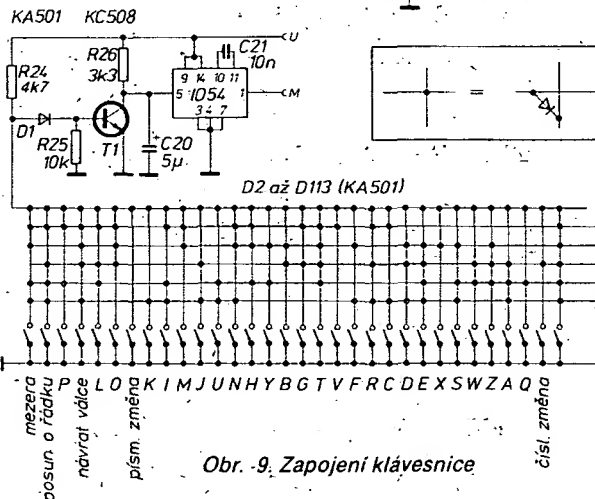 KA501 KC508
R24
4k7
R26
3k3
D1
R25
10k
T1
C20
5µ
+
9 14 10 11
5 IO54 1
3 4 7
C21
10n
U
M
=
D2 až D113 (KA501)
mezera
posun. o řádku
P
návrat válce
L O
písm. změna
K I M J U N H Y B G T V F R C D E X S W Z A Q
čísl. změna
Obr. 9. Zapojení klávesnice